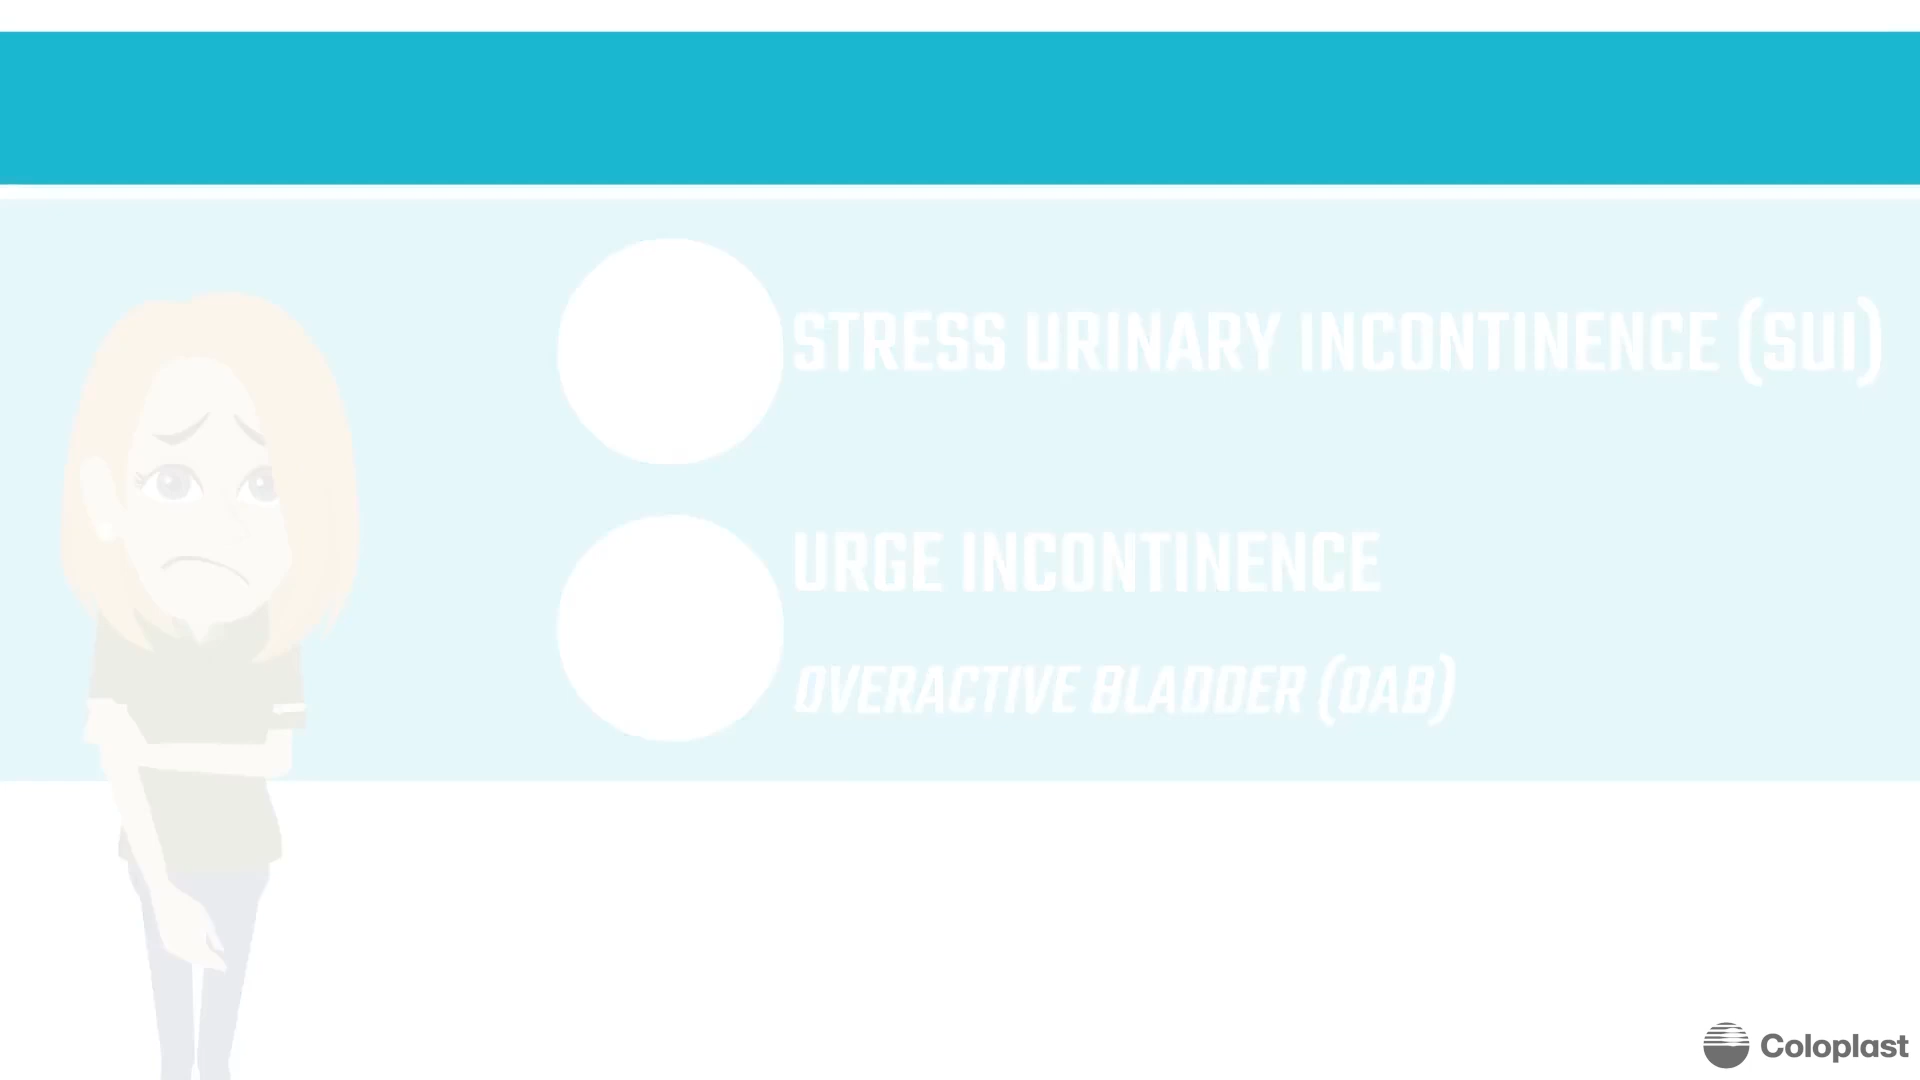 STRESS URINARY INCONTINENCE (SUI)
URGE INCONTINENCE
OVERACTIVE BLADDER (OAB)
Coloplast